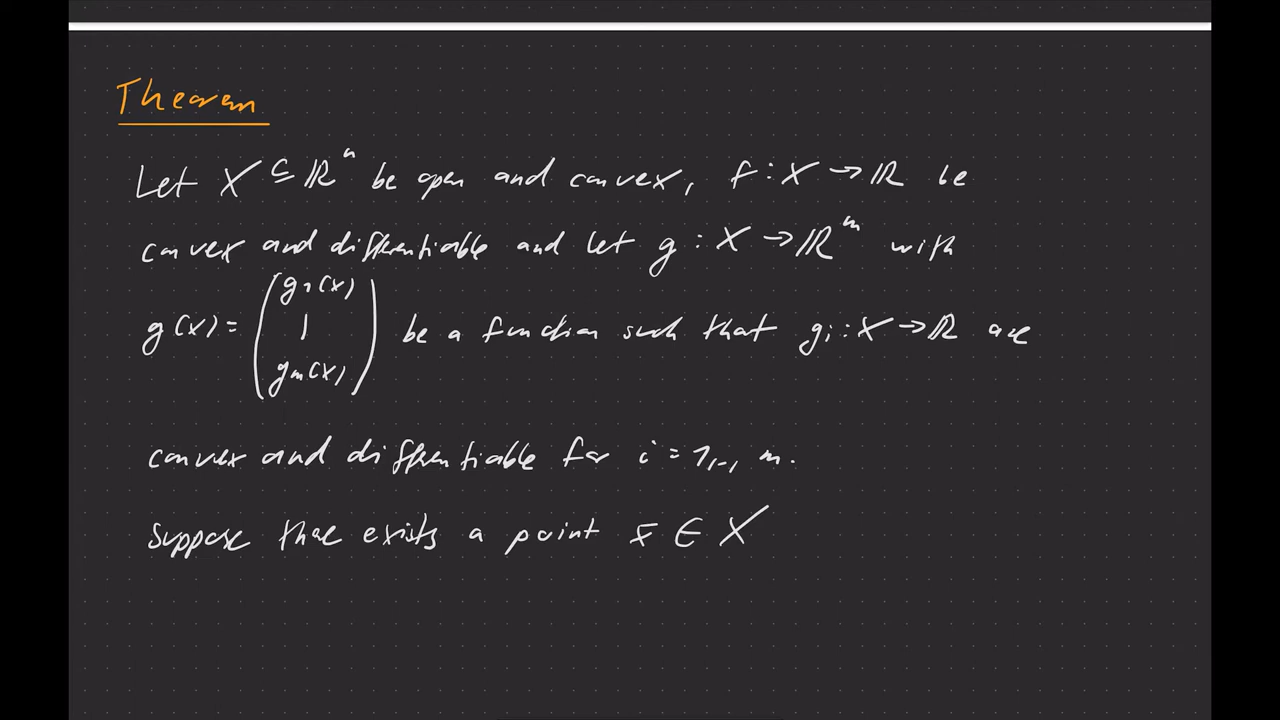 Theorem
Let X ⊆ ℝⁿ be open and convex, f : X → ℝ be
convex and differentiable and let g : X → ℝᵐ with
g₁(x)
g(x) = ( | ) be a function such that gᵢ : X → ℝ are
gₘ(x)
convex and differentiable for i = 1,–, m.
Suppose there exists a point x̄ ∈ X